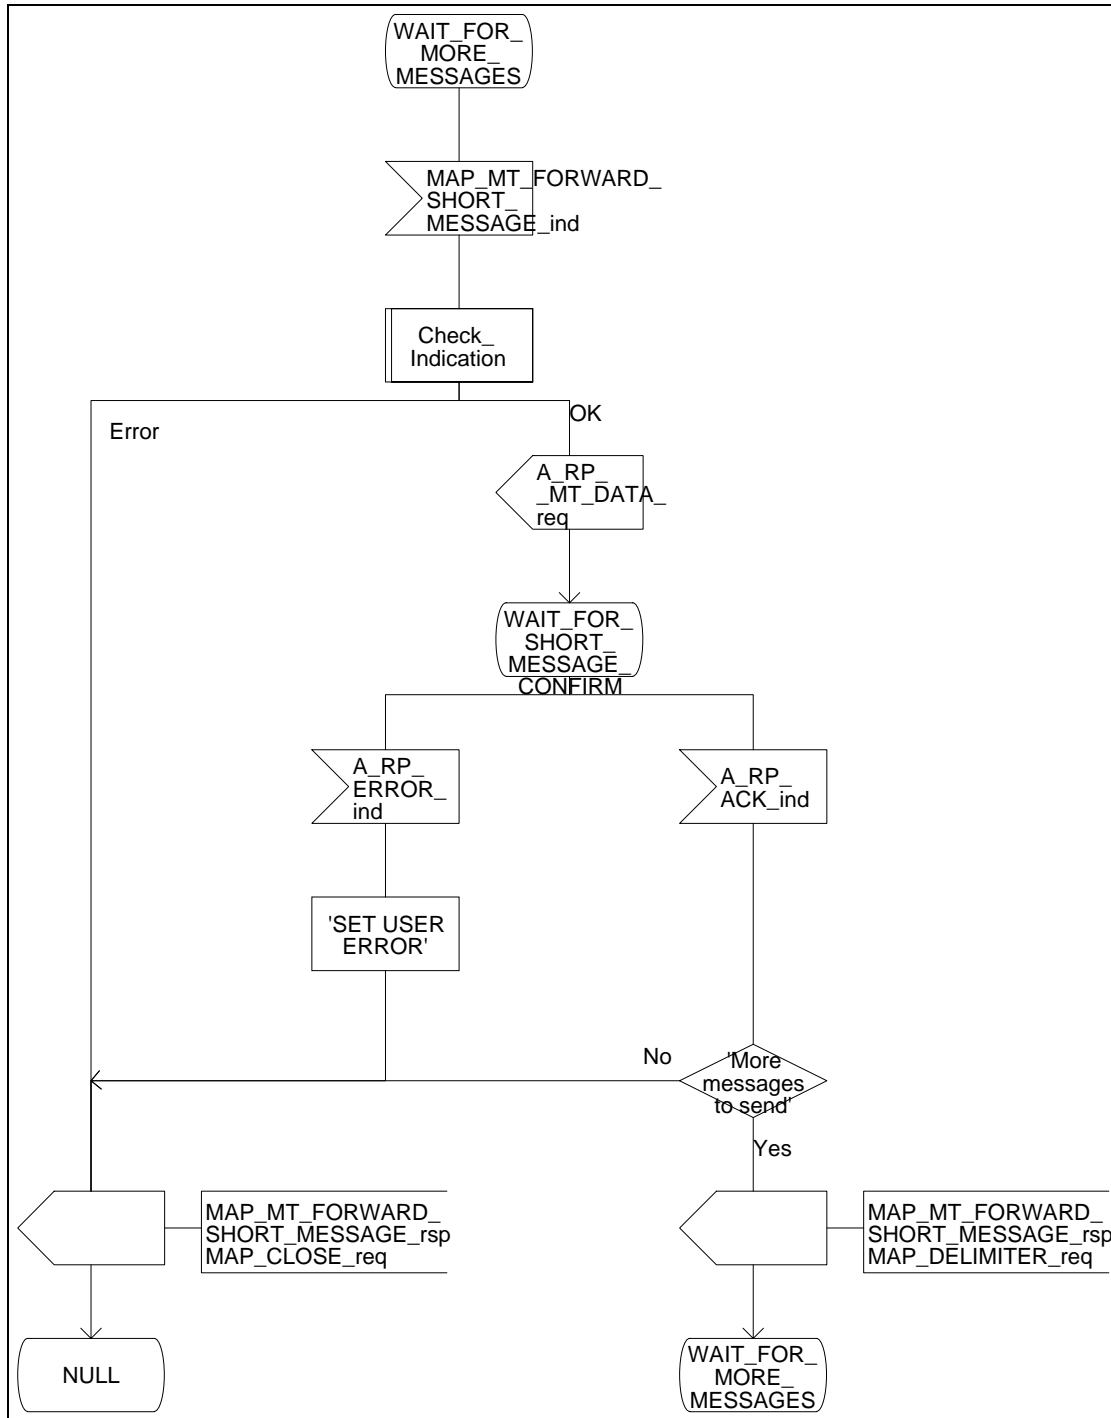 WAIT_FOR_
MORE_
MESSAGES
MAP_MT_FORWARD_
SHORT_
MESSAGE_ind
Check_
Indication
Error
OK
A_RP_
_MT_DATA_
req
WAIT_FOR_
SHORT_
MESSAGE_
CONFIRM
A_RP_
ERROR_
ind
A_RP_
ACK_ind
'SET USER
ERROR'
No
'More
messages
to send'
Yes
MAP_MT_FORWARD_
SHORT_MESSAGE_rsp
MAP_CLOSE_req
MAP_MT_FORWARD_
SHORT_MESSAGE_rsp
MAP_DELIMITER_req
NULL
WAIT_FOR_
MORE_
MESSAGES